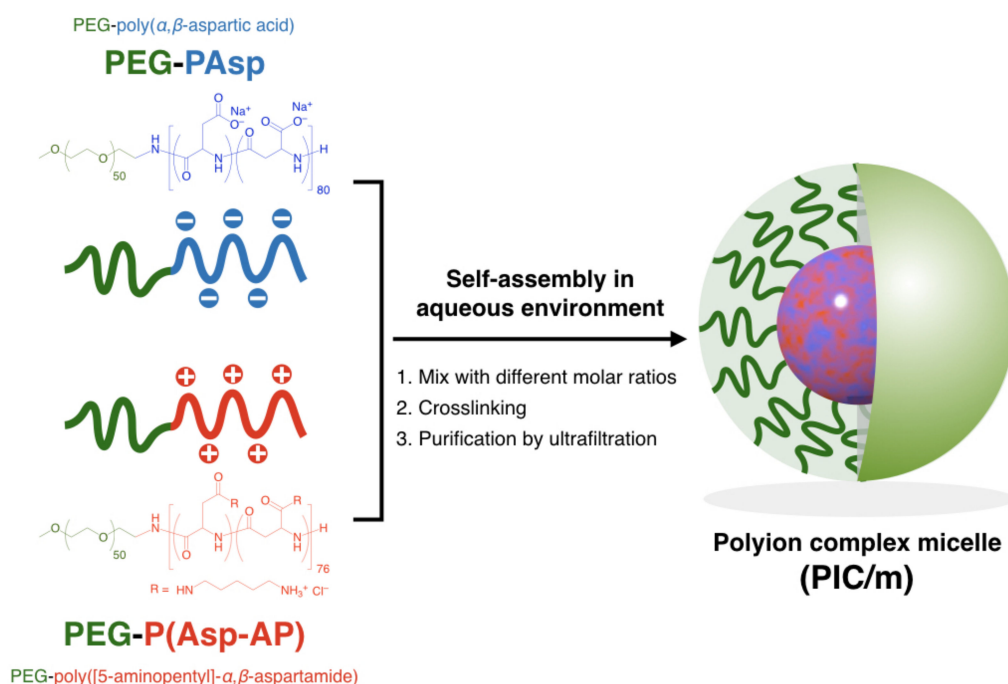 PEG-poly(α,β-aspartic acid)
PEG-PAsp
O
Na⁺
O⁻
O
Na⁺
O⁻
O
O
50
H
N
O
N
H
O
N
H
H
80
Self-assembly in
aqueous environment
1. Mix with different molar ratios
2. Crosslinking
3. Purification by ultrafiltration
O
R
O
R
O
O
50
H
N
O
N
H
O
N
H
H
76
R = HN NH₃⁺ Cl⁻
PEG-P(Asp-AP)
PEG-poly([5-aminopentyl]-α,β-aspartamide)
Polyion complex micelle
(PIC/m)